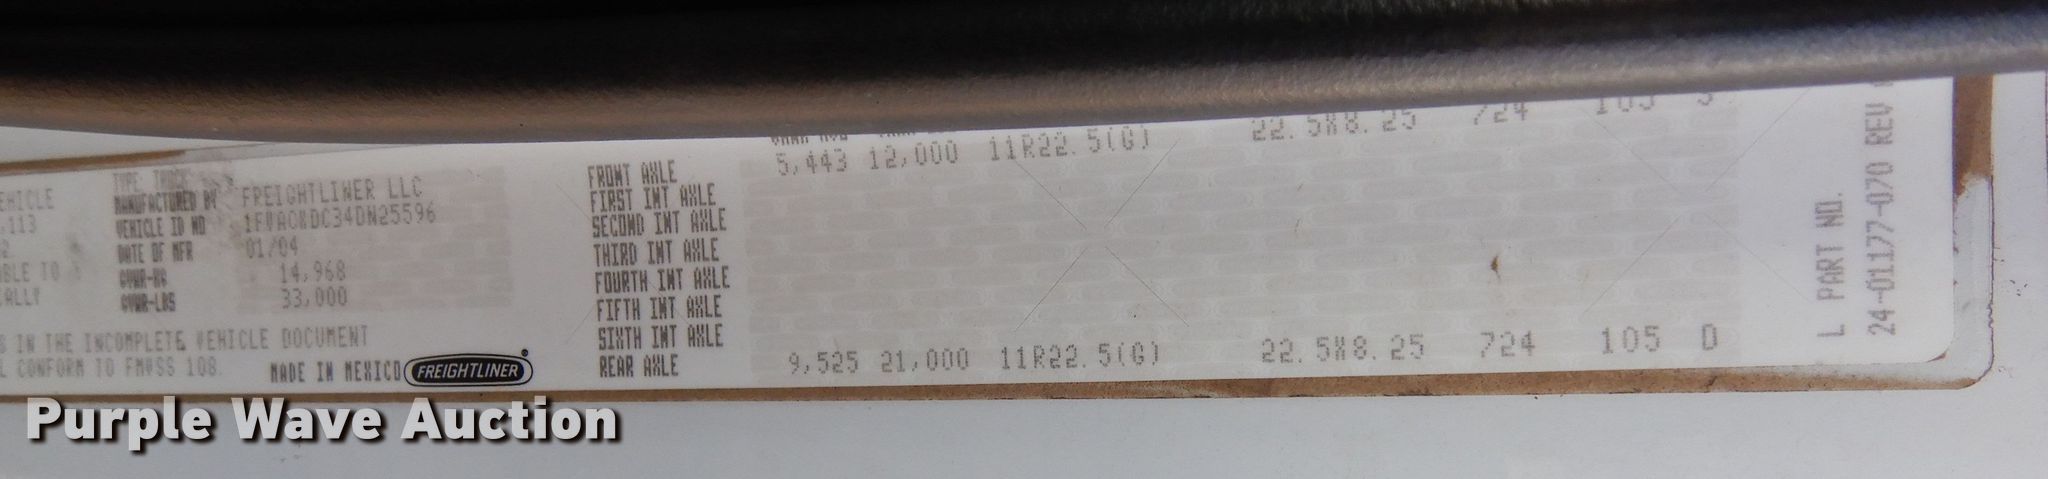 EHICLE
.113
ABLE TO
CALLY
S IN THE INCOMPLETE VEHICLE DOCUMENT
L CONFORM TO FMVSS 108.
TYPE: TRUCK
MANUFACTURED BY FREIGHTLINER LLC
VEHICLE ID NO 1FVACWDC34DN25596
DATE OF MFR 01/04
GVWR-KG 14,968
GVWR-LBS 33,000
MADE IN MEXICO FREIGHTLINER
FRONT AXLE 5,443 12,000 11R22.5(G) 22.5X8.25 724 105 S
FIRST INT AXLE
SECOND INT AXLE
THIRD INT AXLE
FOURTH INT AXLE
FIFTH INT AXLE
SIXTH INT AXLE
REAR AXLE 9,525 21,000 11R22.5(G) 22.5X8.25 724 105 D
L PART NO.
24-01177-070 REV
Purple Wave Auction